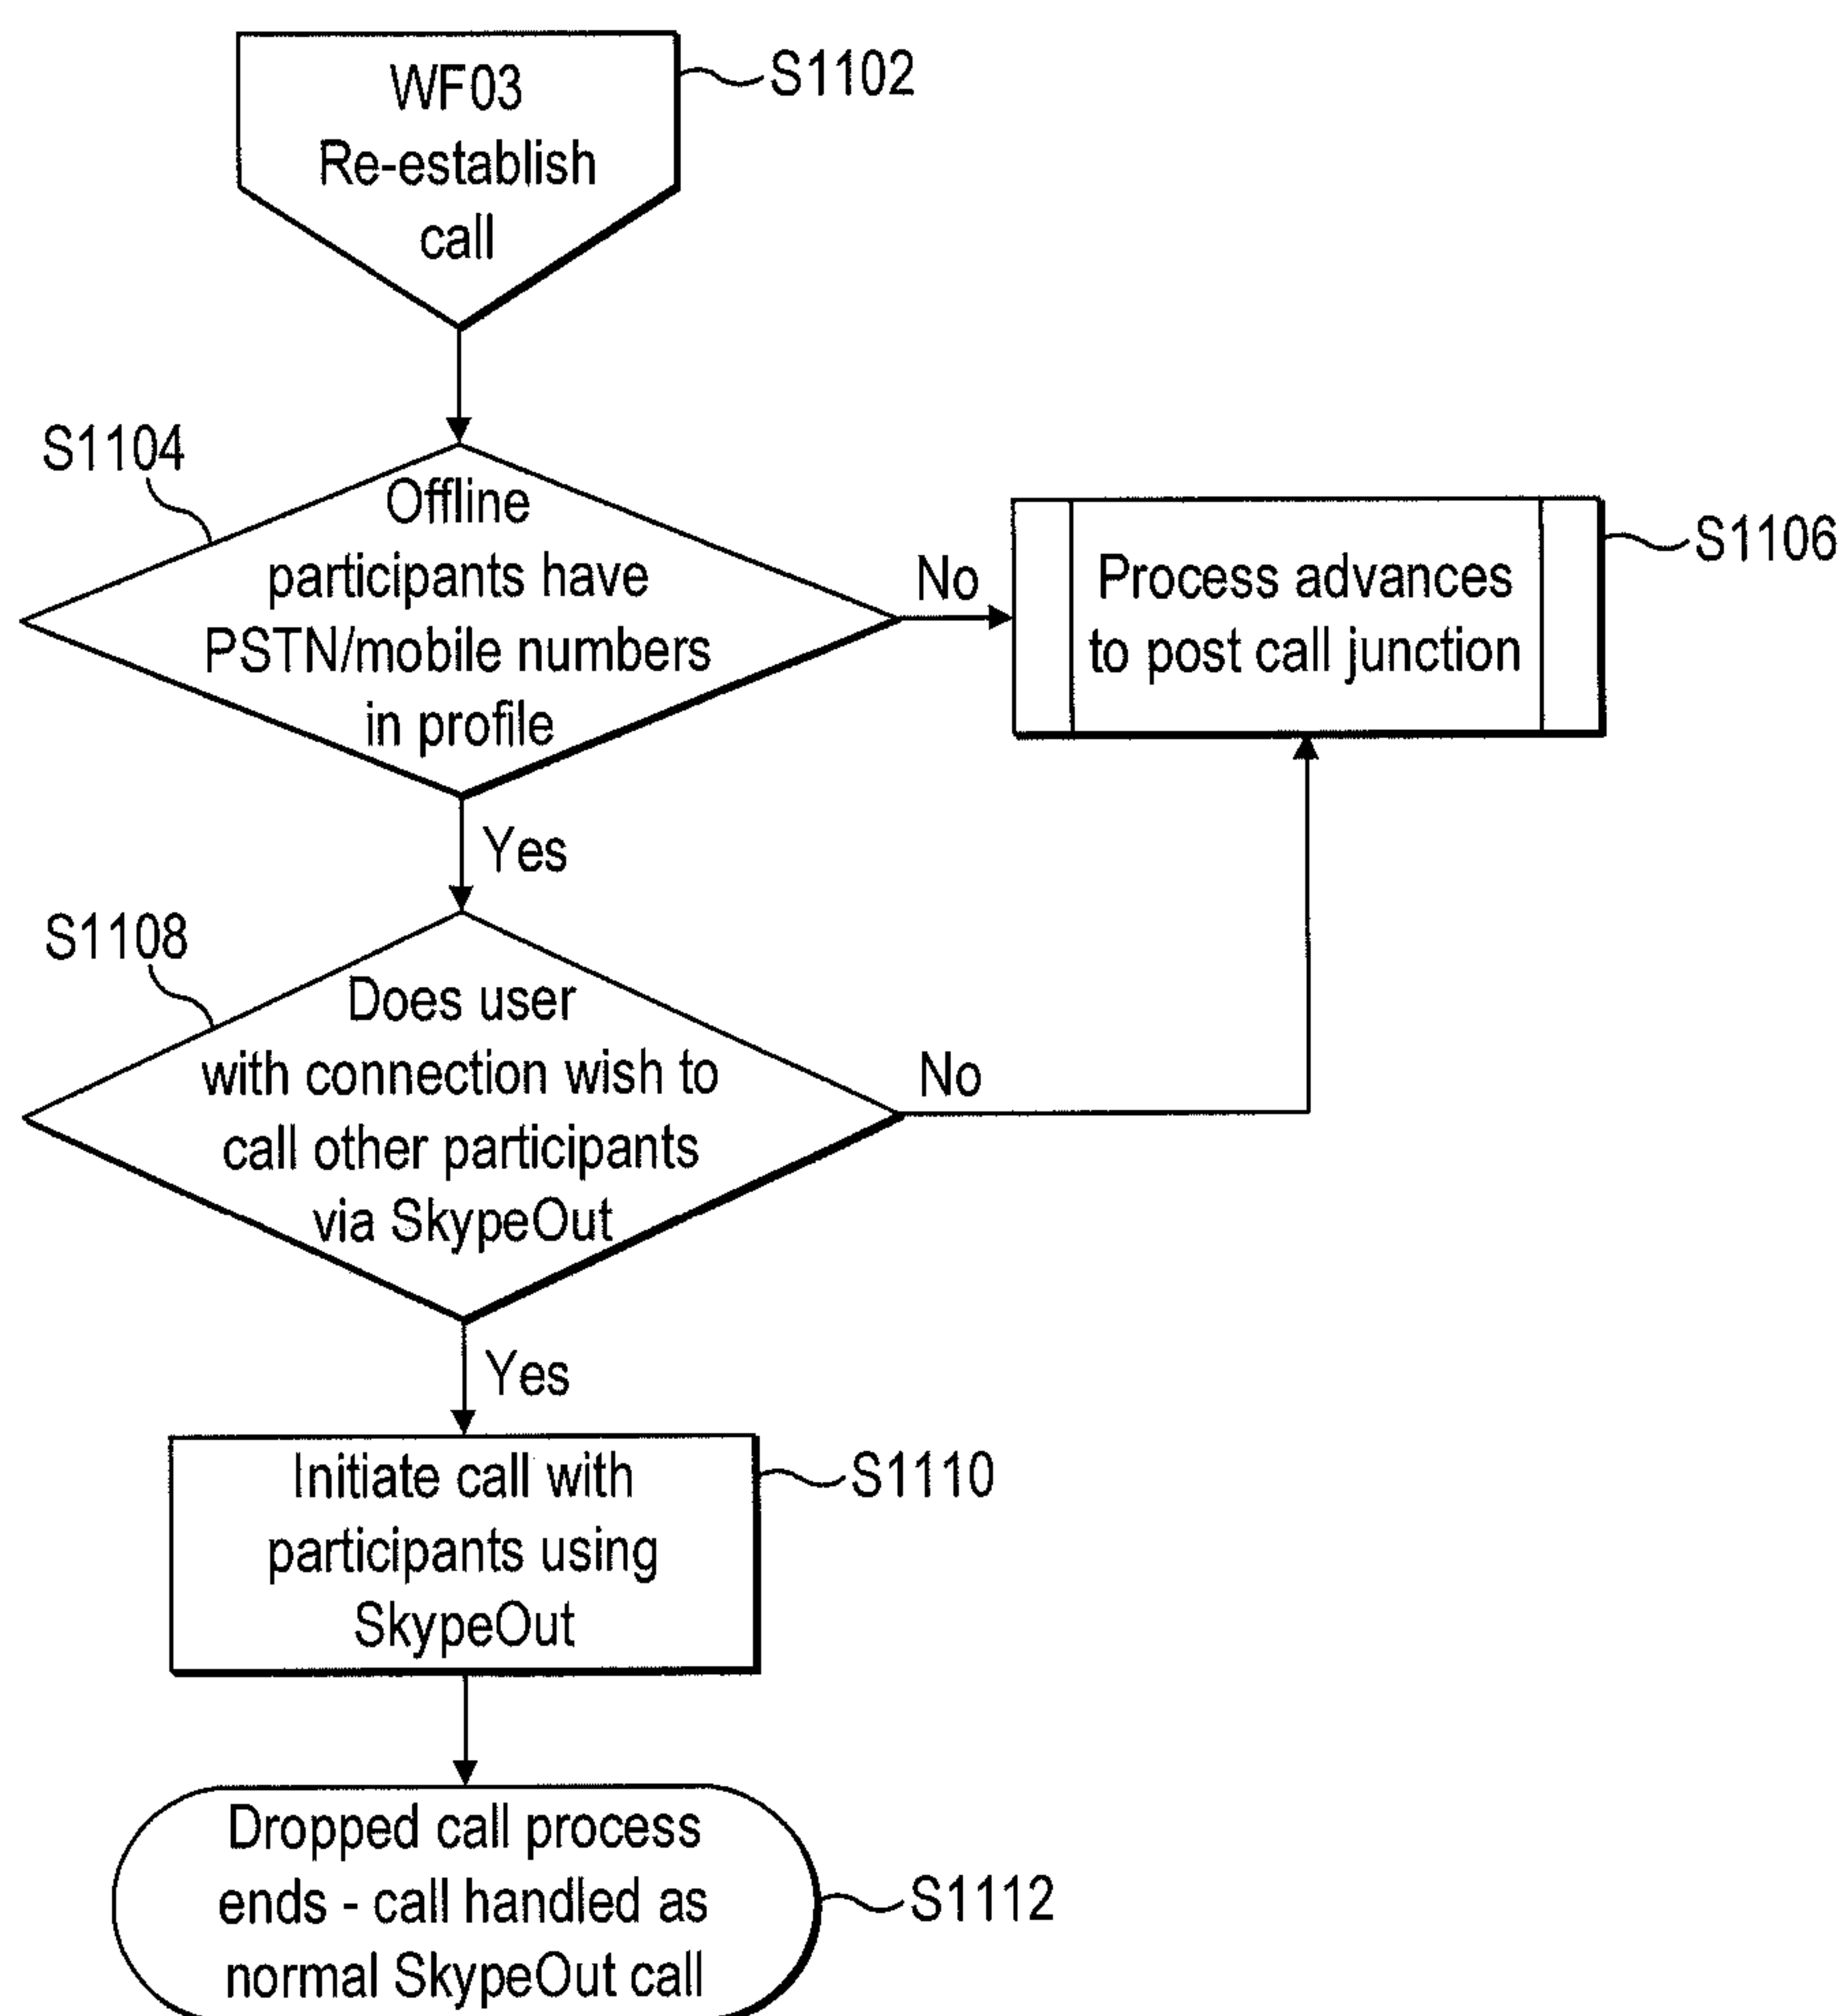 WF03
Re-establish
call
S1102
S1104
Offline
participants have
PSTN/mobile numbers
in profile
No
Process advances
to post call junction
S1106
Yes
S1108
Does user
with connection wish to
call other participants
via SkypeOut
No
Yes
Initiate call with
participants using
SkypeOut
S1110
Dropped call process
ends - call handled as
normal SkypeOut call
S1112